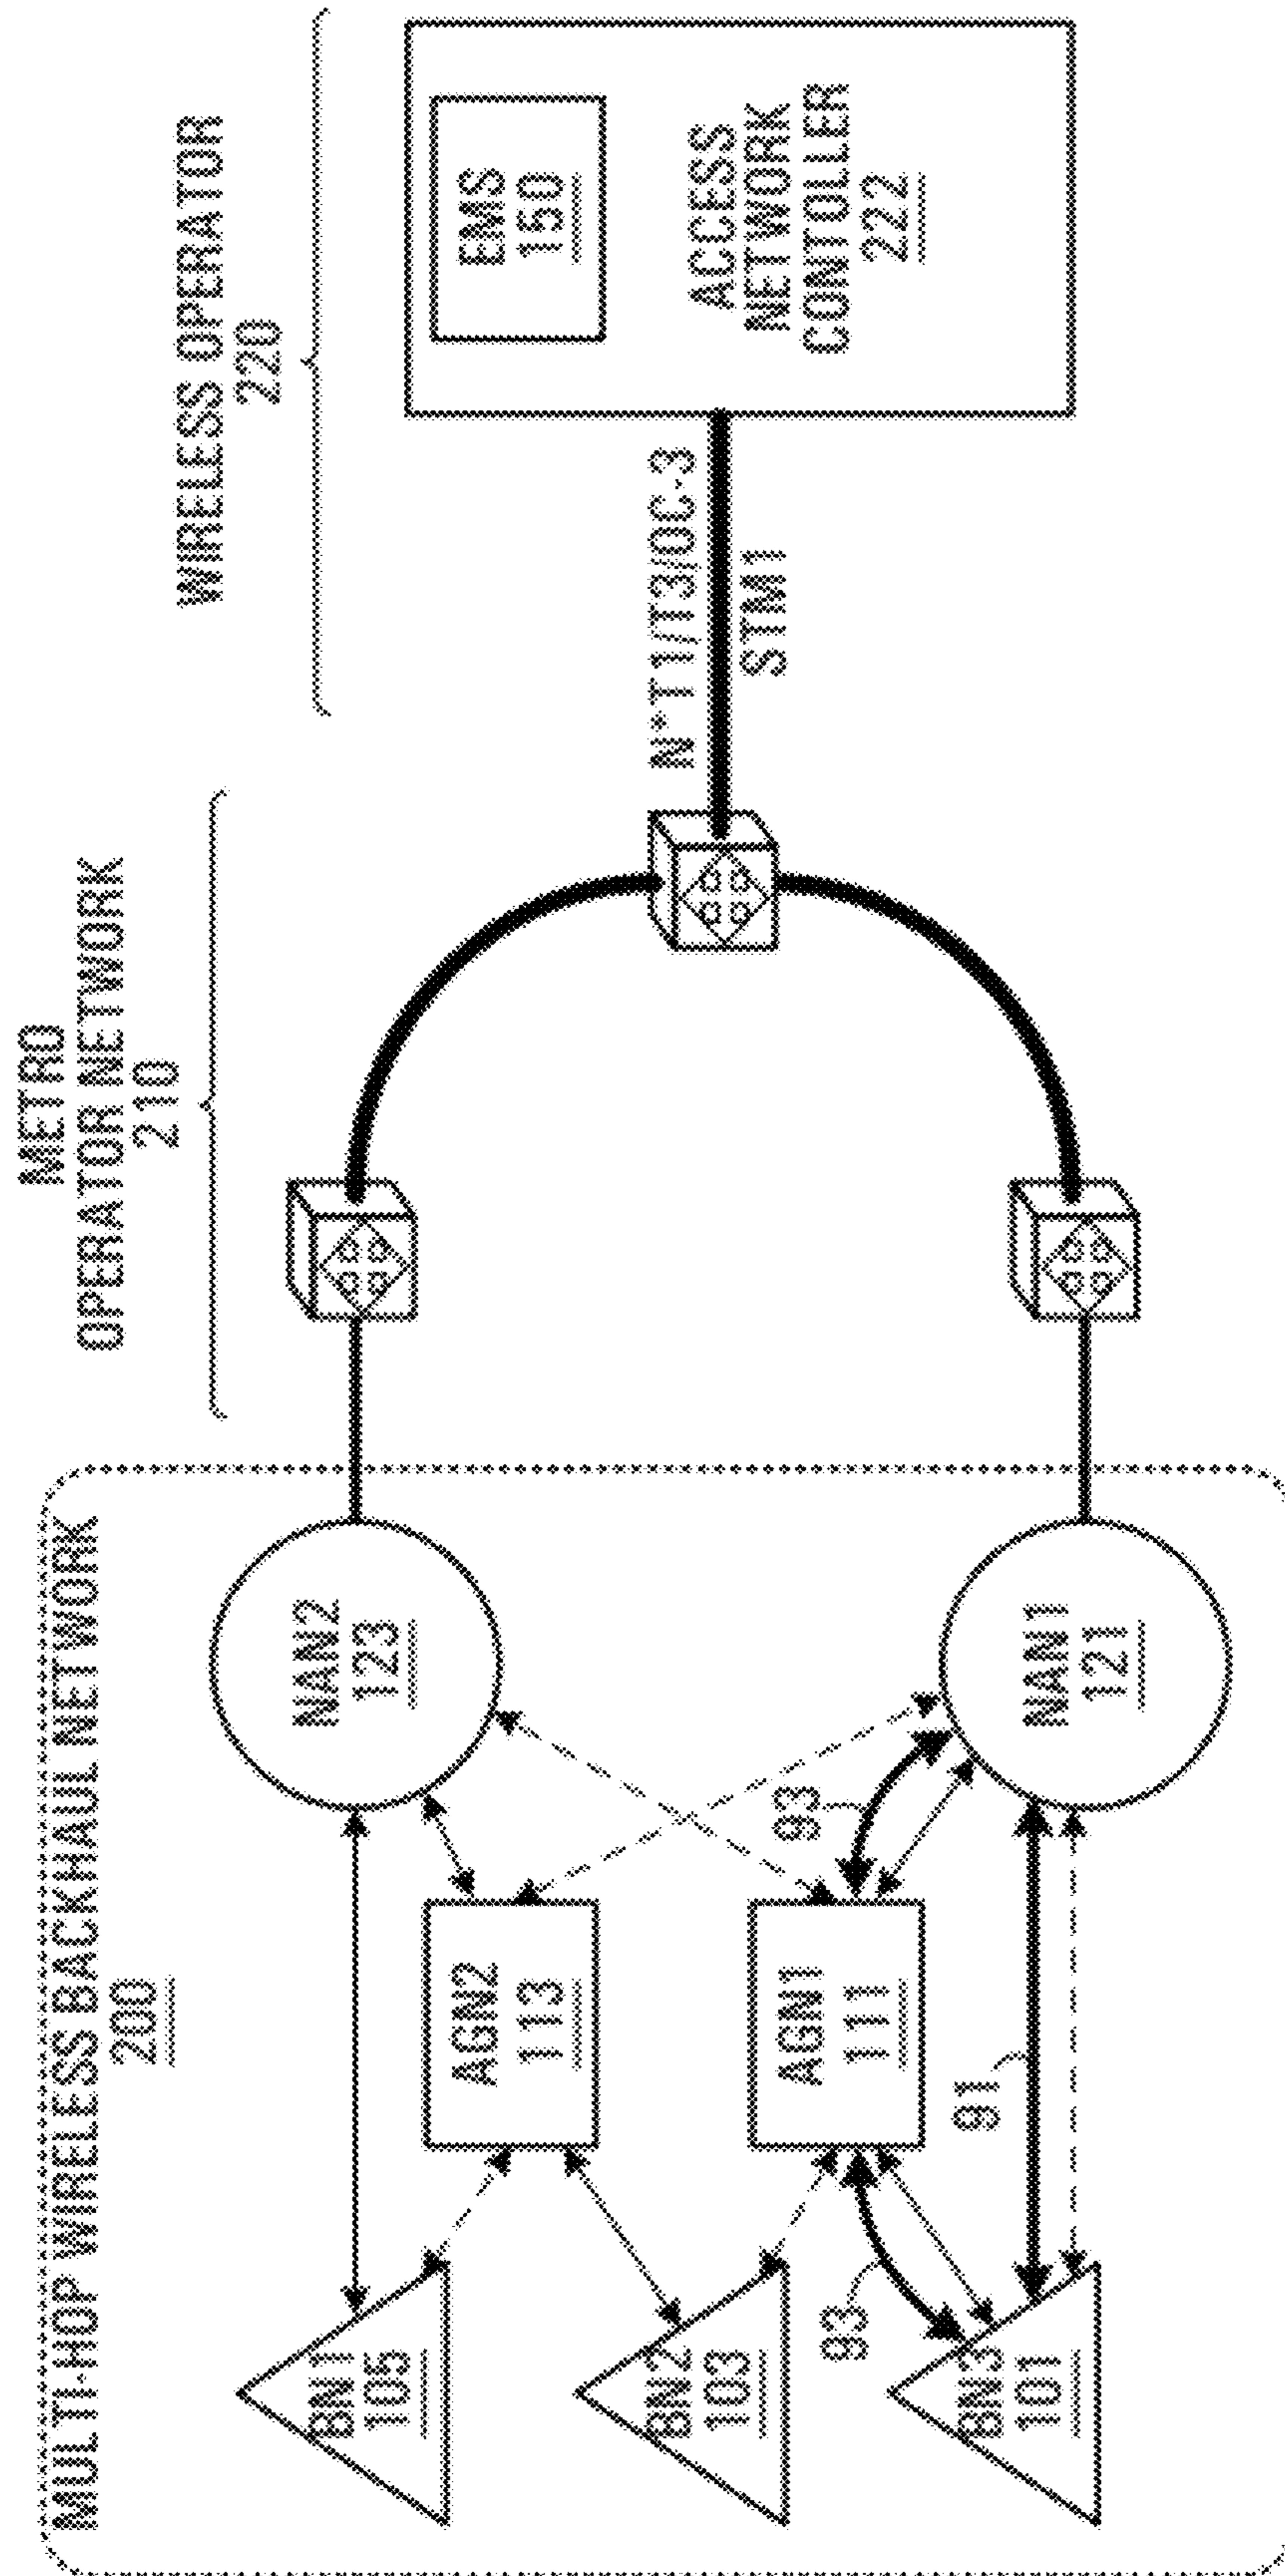 MULTI-HOP WIRELESS BACKHAUL NETWORK
200
METRO
OPERATOR NETWORK
210
WIRELESS OPERATOR
220
BN1
105
BN2
103
BN3
101
AGN2
113
AGN1
111
93
93
91
NAN2
123
NAN1
121
N*T1/T3/OC-3
STM1
EMS
150
ACCESS
NETWORK
CONTOLLER
222